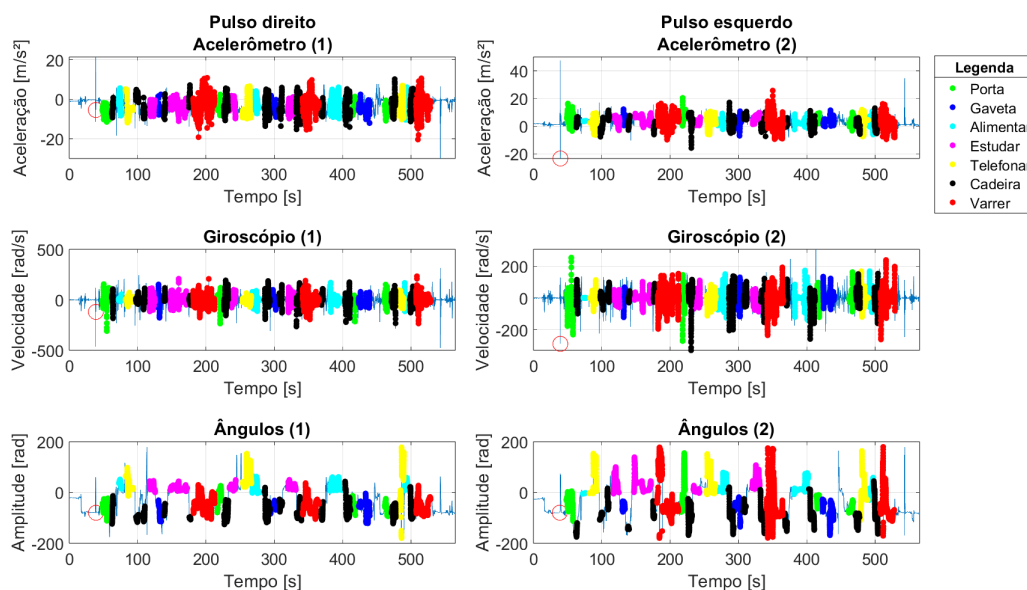 Pulso direito
Acelerômetro (1)
Aceleração [m/s²]
20
0
-20
0 100 200 300 400 500
Tempo [s]
Pulso esquerdo
Acelerômetro (2)
Aceleração [m/s²]
40
20
0
-20
0 100 200 300 400 500
Tempo [s]
Legenda
Porta
Gaveta
Alimentar
Estudar
Telefonar
Cadeira
Varrer
Giroscópio (1)
Velocidade [rad/s]
500
0
-500
0 100 200 300 400 500
Tempo [s]
Giroscópio (2)
Velocidade [rad/s]
200
0
-200
0 100 200 300 400 500
Tempo [s]
Ângulos (1)
Amplitude [rad]
200
0
-200
0 100 200 300 400 500
Tempo [s]
Ângulos (2)
Amplitude [rad]
200
0
-200
0 100 200 300 400 500
Tempo [s]